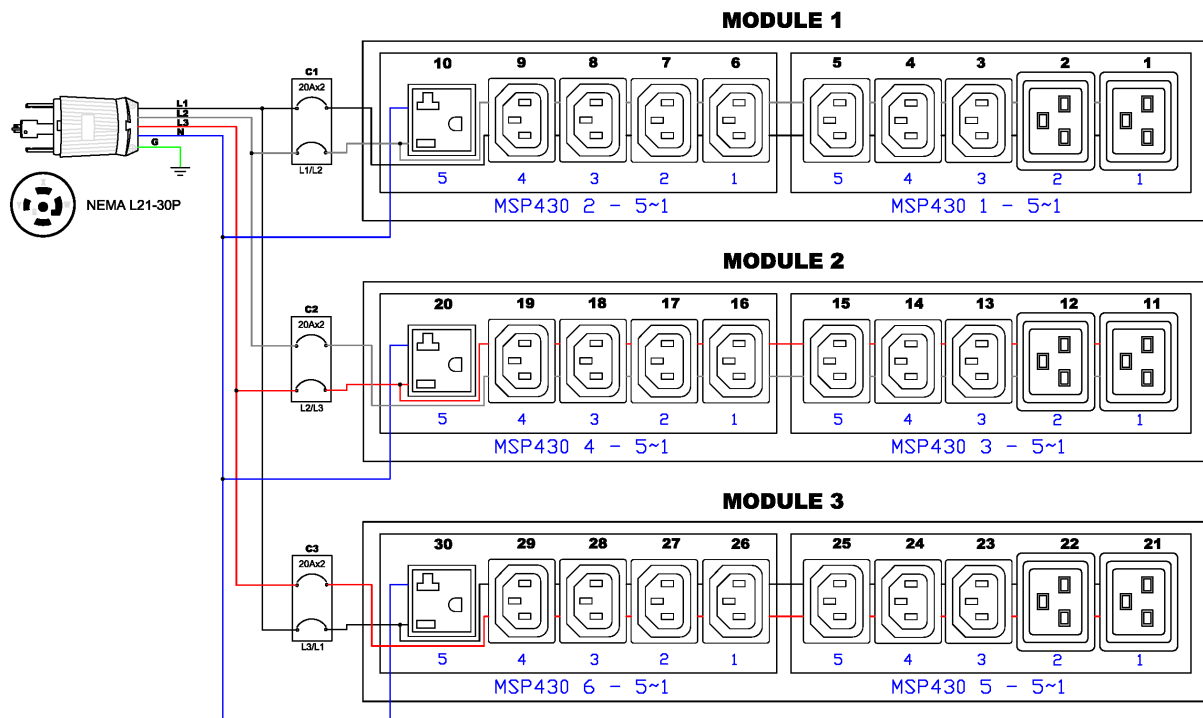 MODULE 1
C1
20Ax2
L1/L2
10 9 8 7 6 5 4 3 2 1
5 4 3 2 1 5 4 3 2 1
MSP430 2 - 5~1 MSP430 1 - 5~1
L1
L2
L3
N
G
NEMA L21-30P
MODULE 2
C2
20Ax2
L2/L3
20 19 18 17 16 15 14 13 12 11
5 4 3 2 1 5 4 3 2 1
MSP430 4 - 5~1 MSP430 3 - 5~1
MODULE 3
C3
20Ax2
L3/L1
30 29 28 27 26 25 24 23 22 21
5 4 3 2 1 5 4 3 2 1
MSP430 6 - 5~1 MSP430 5 - 5~1